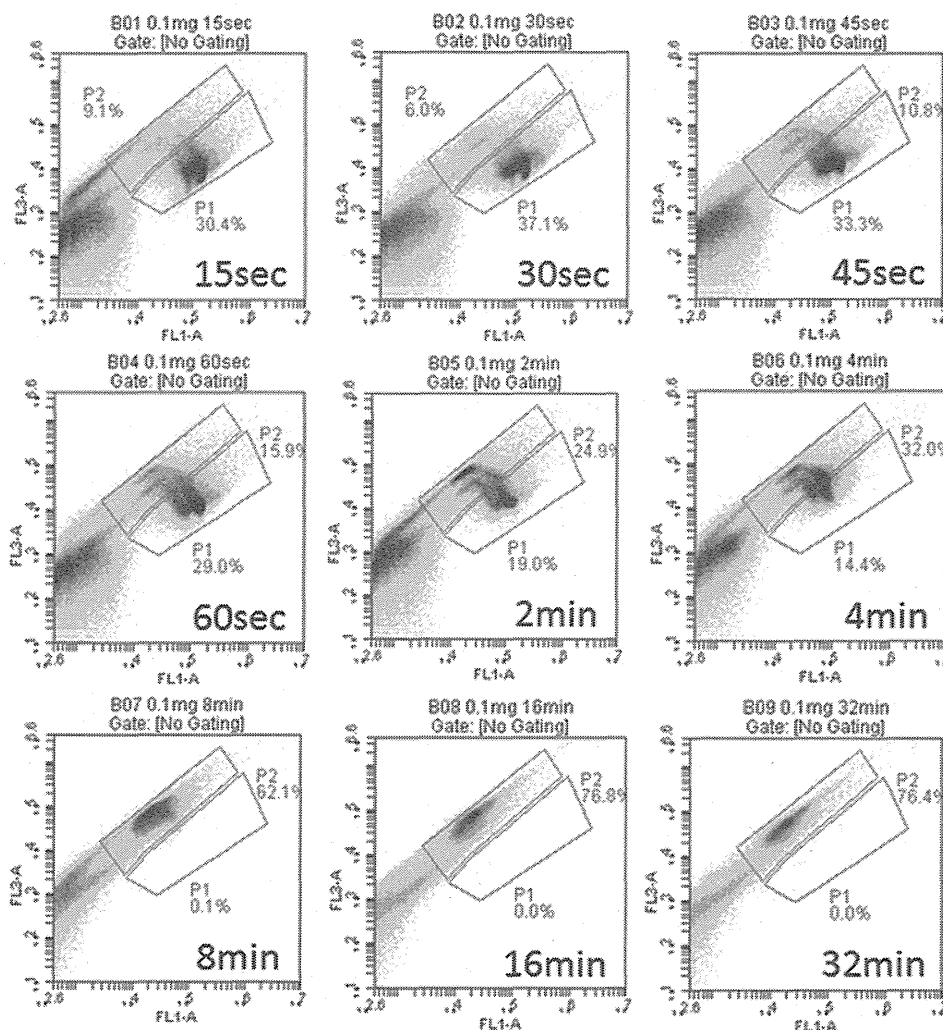 B01 0.1mg 15sec
Gate: [No Gating]
P2
9.1%
P1
30.4%
15sec
FL3-A
FL1-A
B02 0.1mg 30sec
Gate: [No Gating]
P2
6.0%
P1
37.1%
30sec
FL3-A
FL1-A
B03 0.1mg 45sec
Gate: [No Gating]
P2
10.8%
P1
33.3%
45sec
FL3-A
FL1-A
B04 0.1mg 60sec
Gate: [No Gating]
P2
15.9%
P1
29.0%
60sec
FL3-A
FL1-A
B05 0.1mg 2min
Gate: [No Gating]
P2
24.9%
P1
19.0%
2min
FL3-A
FL1-A
B06 0.1mg 4min
Gate: [No Gating]
P2
32.0%
P1
14.4%
4min
FL3-A
FL1-A
B07 0.1mg 8min
Gate: [No Gating]
P2
62.1%
P1
0.1%
8min
FL3-A
FL1-A
B08 0.1mg 16min
Gate: [No Gating]
P2
76.8%
P1
0.0%
16min
FL3-A
FL1-A
B09 0.1mg 32min
Gate: [No Gating]
P2
76.4%
P1
0.0%
32min
FL3-A
FL1-A